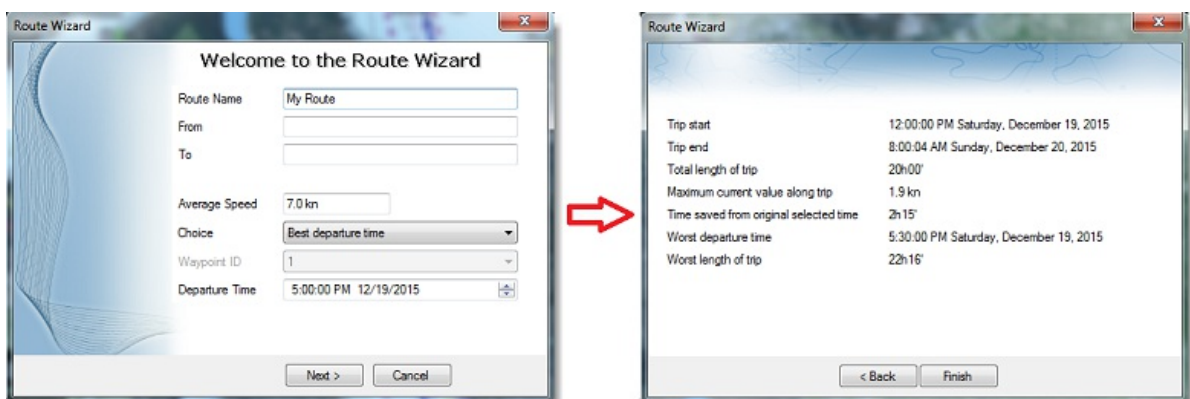 Route Wizard
Welcome to the Route Wizard
Route Name My Route
From
To
Average Speed 7.0 kn
Choice Best departure time
Waypoint ID 1
Departure Time 5:00:00 PM 12/19/2015
Next > Cancel
Route Wizard
Trip start 12:00:00 PM Saturday, December 19, 2015
Trip end 8:00:04 AM Sunday, December 20, 2015
Total length of trip 20h00'
Maximum current value along trip 1.9 kn
Time saved from original selected time 2h15'
Worst departure time 5:30:00 PM Saturday, December 19, 2015
Worst length of trip 22h16'
< Back Finish